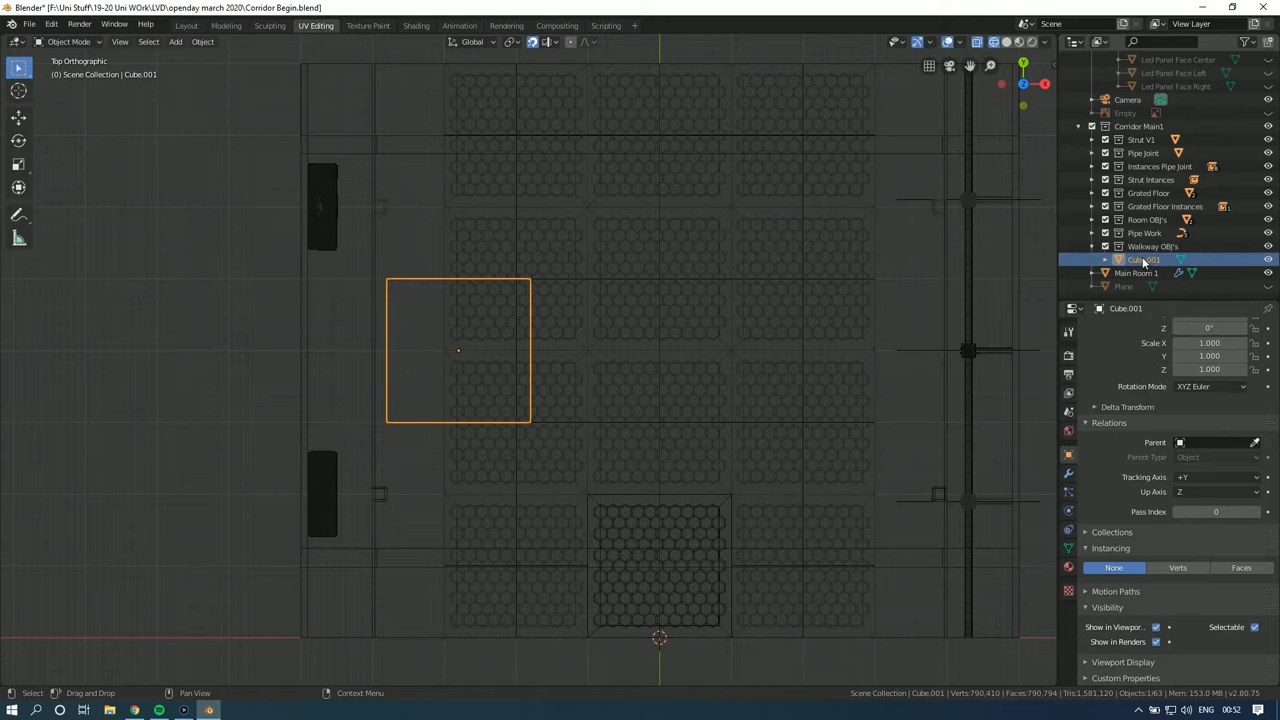 Blender* [F:\Uni Stuff\19-20 Uni WOrk\LVD\openday march 2020\Corridor Begin.blend]
File Edit Render Window Help Layout Modeling Sculpting UV Editing Texture Paint Shading Animation Rendering Compositing Scripting + Scene View Layer
Object Mode View Select Add Object Global
Top Orthographic
(0) Scene Collection | Cube.001
Y
Z
X
Led Panel Face Center
Led Panel Face Left
Led Panel Face Right
Camera
Empty
Corridor Main1
Strut V1
Pipe Joint
Instances Pipe Joint
Strut Intances
Grated Floor
Grated Floor Instances
Room OBJ's
Pipe Work
Walkway OBJ's
Cube.001
Main Room 1
Plane
Cube.001
Z 0°
Scale X 1.000
Y 1.000
Z 1.000
Rotation Mode XYZ Euler
Delta Transform
Relations
Parent
Parent Type Object
Tracking Axis +Y
Up Axis Z
Pass Index 0
Collections
Instancing
None Verts Faces
Motion Paths
Visibility
Show in Viewpor.. Selectable
Show in Renders
Viewport Display
Custom Properties
Select Drag and Drop Pan View Context Menu Scene Collection | Cube.001 | Verts:790,410 | Faces:790,794 | Tris:1,581,120 | Objects:1/63 | Mem: 153.0 MB | v2.80.75
ENG 00:52